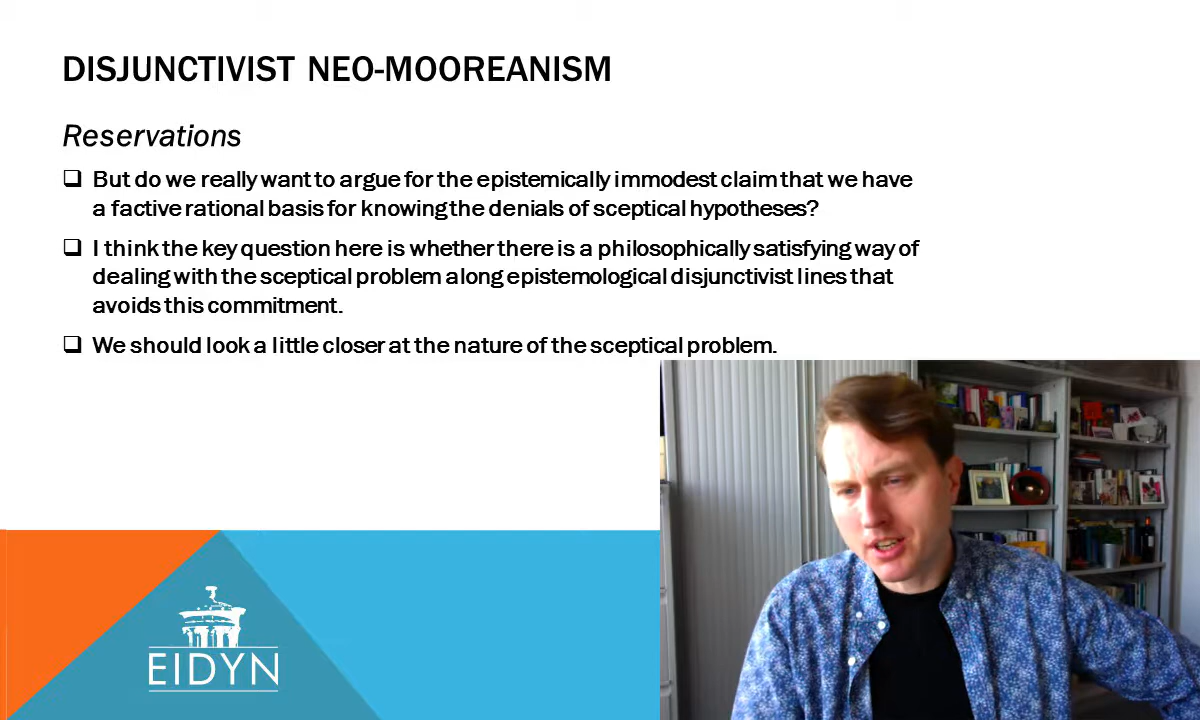 DISJUNCTIVIST NEO-MOOREANISM
Reservations
But do we really want to argue for the epistemically immodest claim that we have
a factive rational basis for knowing the denials of sceptical hypotheses?
I think the key question here is whether there is a philosophically satisfying way of
dealing with the sceptical problem along epistemological disjunctivist lines that
avoids this commitment.
We should look a little closer at the nature of the sceptical problem.
EIDYN